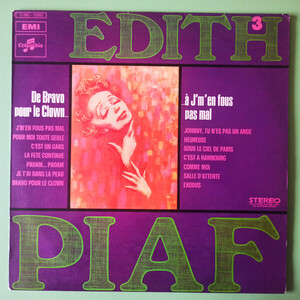 EMI
Columbia
EDITH
3
De Bravo
pour le Clown...
J'M'EN FOUS PAS MAL
POUR MOI TOUTE SEULE
C'EST UN GARS
LA FETE CONTINUE
PADAM... PADAM
JE T'AI DANS LA PEAU
BRAVO POUR LE CLOWN
...à J'm'en fous
pas mal
JOHNNY, TU N'ES PAS UN ANGE
HEUREUSE
SOUS LE CIEL DE PARIS
C'EST A HAMBOURG
COMME MOI
SALLE D'ATTENTE
EXODUS
STEREO
PIAF